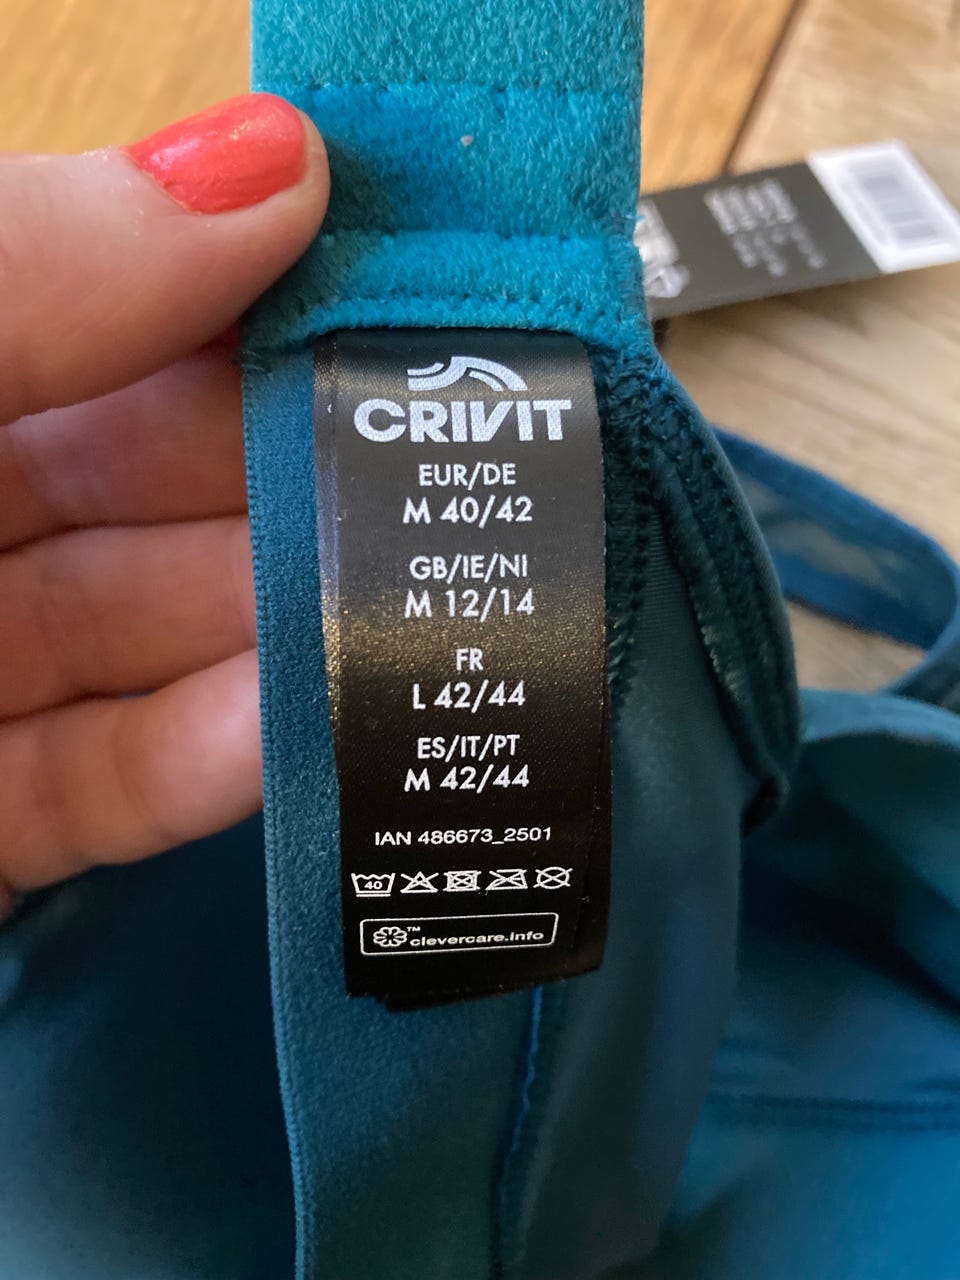 CRIVIT
EUR/DE
M 40/42
GB/IE/NI
M 12/14
FR
L 42/44
ES/IT/PT
M 42/44
IAN 486673_2501
40
™
clevercare.info